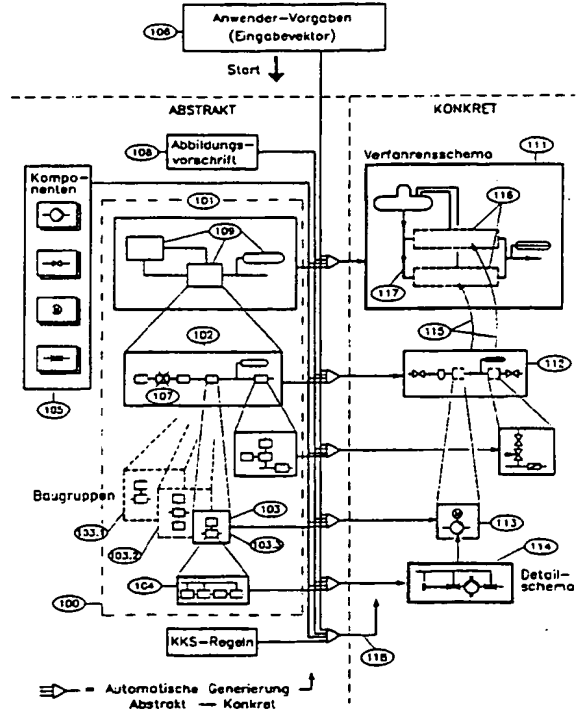 106
Anwender-Vorgaben
(Eingabevektor)
Start
ABSTRAKT
KONKRET
108
Abbildungs-
vorschrift
111
Verfahrensschema
Kompo-
nenten
101
109
116
117
102
115
112
107
105
Baugruppen
133.1
103.2
103
103.3
113
104
114
Detail-
schema
100
KKS-Regeln
118
= Automatische Generierung
Abstrakt — Konkret